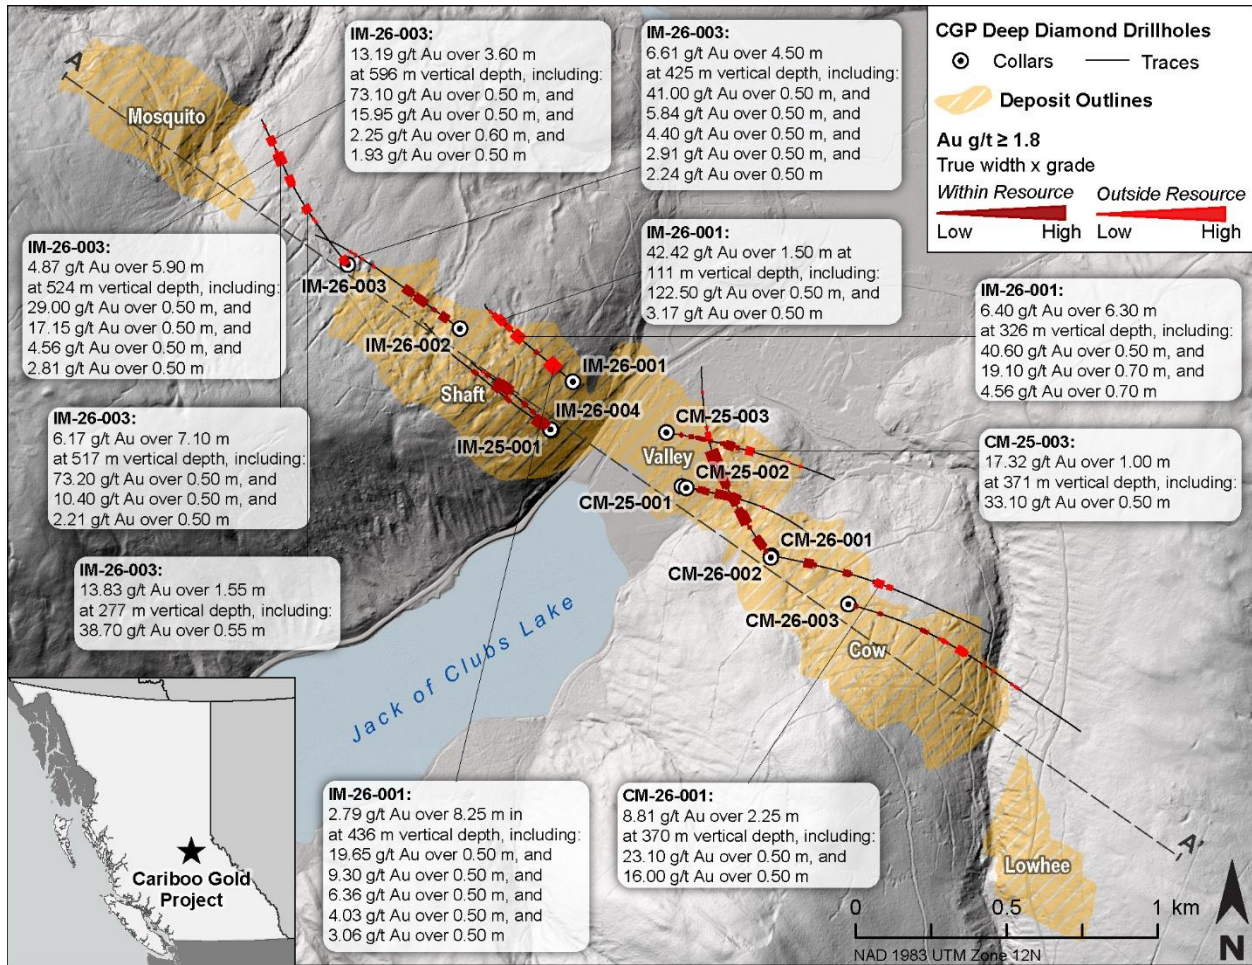 IM-26-003:
13.19 g/t Au over 3.60 m
at 596 m vertical depth, including:
73.10 g/t Au over 0.50 m, and
15.95 g/t Au over 0.50 m, and
2.25 g/t Au over 0.60 m, and
1.93 g/t Au over 0.50 m
IM-26-003:
6.61 g/t Au over 4.50 m
at 425 m vertical depth, including:
41.00 g/t Au over 0.50 m, and
5.84 g/t Au over 0.50 m, and
4.40 g/t Au over 0.50 m, and
2.91 g/t Au over 0.50 m, and
2.24 g/t Au over 0.50 m
CGP Deep Diamond Drillholes
Collars
Traces
Deposit Outlines
Au g/t ≥ 1.8
True width x grade
Within Resource
Outside Resource
Low
High
Low
High
A
Mosquito
IM-26-003:
4.87 g/t Au over 5.90 m
at 524 m vertical depth, including:
29.00 g/t Au over 0.50 m, and
17.15 g/t Au over 0.50 m, and
4.56 g/t Au over 0.50 m, and
2.81 g/t Au over 0.50 m
IM-26-001:
42.42 g/t Au over 1.50 m at
111 m vertical depth, including:
122.50 g/t Au over 0.50 m, and
3.17 g/t Au over 0.50 m
IM-26-001:
6.40 g/t Au over 6.30 m
at 326 m vertical depth, including:
40.60 g/t Au over 0.50 m, and
19.10 g/t Au over 0.70 m, and
4.56 g/t Au over 0.70 m
IM-26-003
IM-26-002
IM-26-001
Shaft
IM-26-004
IM-25-001
CM-25-003
Valley
CM-25-002
CM-25-001
CM-26-001
CM-26-002
CM-26-003
Cow
IM-26-003:
6.17 g/t Au over 7.10 m
at 517 m vertical depth, including:
73.20 g/t Au over 0.50 m, and
10.40 g/t Au over 0.50 m, and
2.21 g/t Au over 0.50 m
CM-25-003:
17.32 g/t Au over 1.00 m
at 371 m vertical depth, including:
33.10 g/t Au over 0.50 m
IM-26-003:
13.83 g/t Au over 1.55 m
at 277 m vertical depth, including:
38.70 g/t Au over 0.55 m
Jack of Clubs Lake
IM-26-001:
2.79 g/t Au over 8.25 m in
at 436 m vertical depth, including:
19.65 g/t Au over 0.50 m, and
9.30 g/t Au over 0.50 m, and
6.36 g/t Au over 0.50 m, and
4.03 g/t Au over 0.50 m, and
3.06 g/t Au over 0.50 m
CM-26-001:
8.81 g/t Au over 2.25 m
at 370 m vertical depth, including:
23.10 g/t Au over 0.50 m, and
16.00 g/t Au over 0.50 m
A'
Lowhee
Cariboo Gold
Project
0
0.5
1 km
NAD 1983 UTM Zone 12N
N